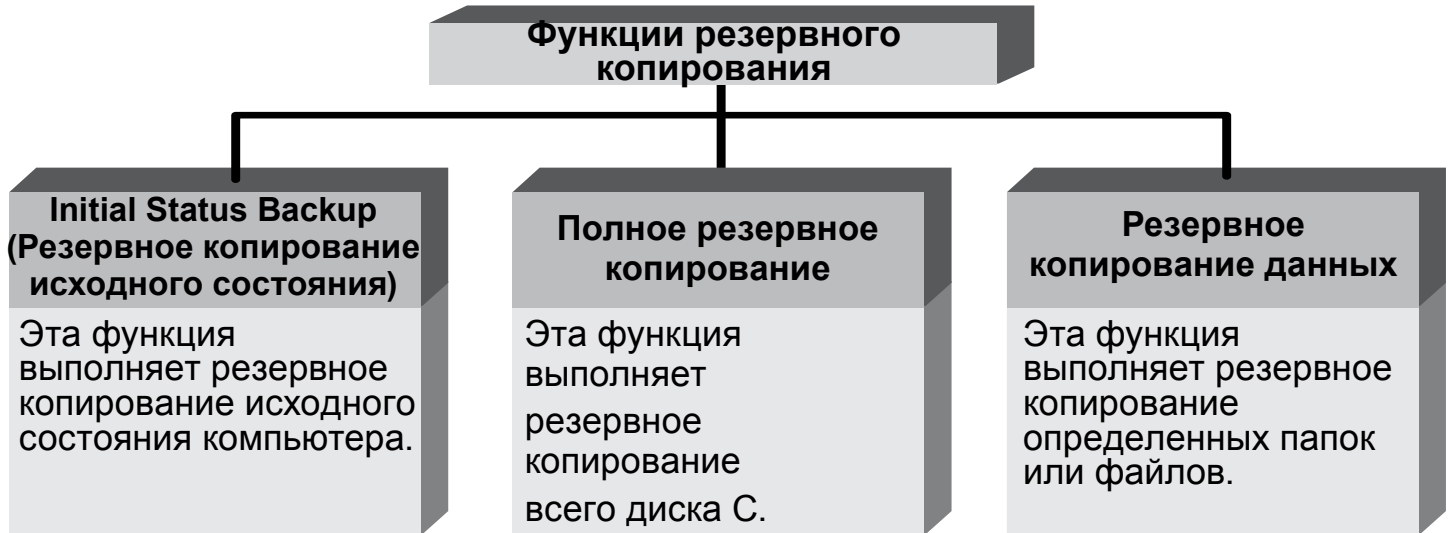 Функции резервного
копирования
Initial Status Backup
(Резервное копирование
исходного состояния)
Эта функция
выполняет резервное
копирование исходного
состояния компьютера.
Полное резервное
копирование
Эта функция
выполняет
резервное
копирование
всего диска C.
Резервное
копирование данных
Эта функция
выполняет резервное
копирование
определенных папок
или файлов.